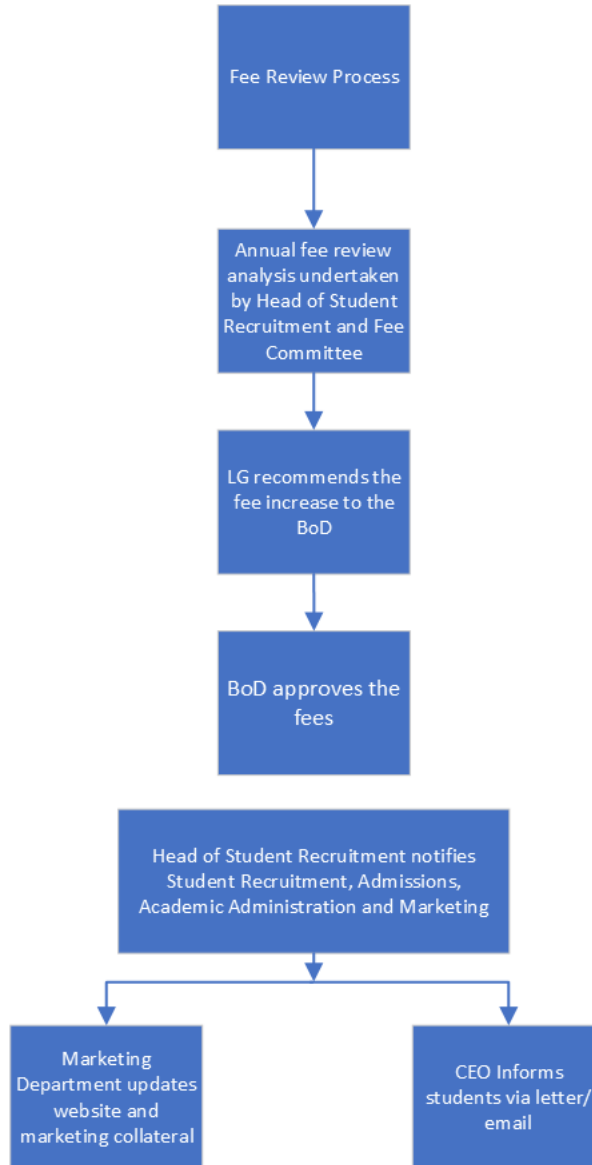 Fee Review Process
Annual fee review
analysis undertaken
by Head of Student
Recruitment and Fee
Committee
LG recommends the
fee increase to the
BoD
BoD approves the
fees
Head of Student Recruitment notifies
Student Recruitment, Admissions,
Academic Administration and Marketing
Marketing
Department updates
website and
marketing collateral
CEO Informs
students via letter/
email